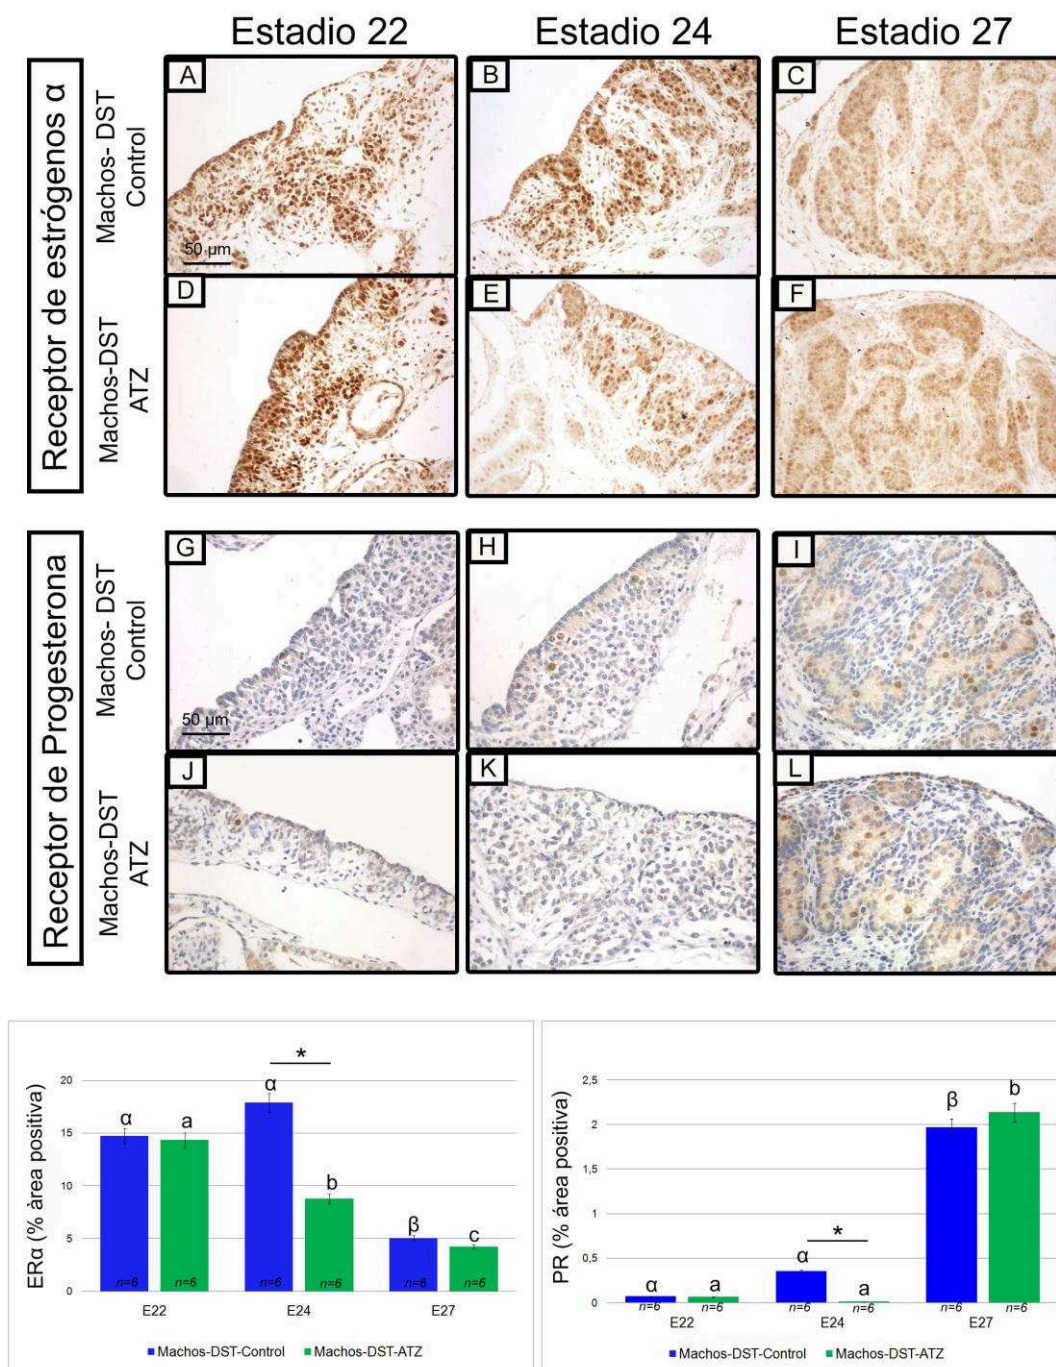 Estadio 22 Estadio 24 Estadio 27
Receptor de estrógenos α
Machos- DST
Control
A
50 µm
B
C
Machos-DST
ATZ
D
E
F
Receptor de Progesterona
Machos- DST
Control
G
50 µm
H
I
Machos-DST
ATZ
J
K
L
ERα (% àrea positiva)
20
15
10
5
0
α
a
*
α
b
β
c
n=6
n=6
n=6
n=6
n=6
n=6
E22
E24
E27
Machos-DST-Control
Machos-DST-ATZ
PR (% área positiva)
2,5
2
1,5
1
0,5
0
α
a
*
α
a
β
b
n=6
n=6
n=6
n=6
n=6
n=6
E22
E24
E27
Machos-DST-Control
Machos-DST-ATZ